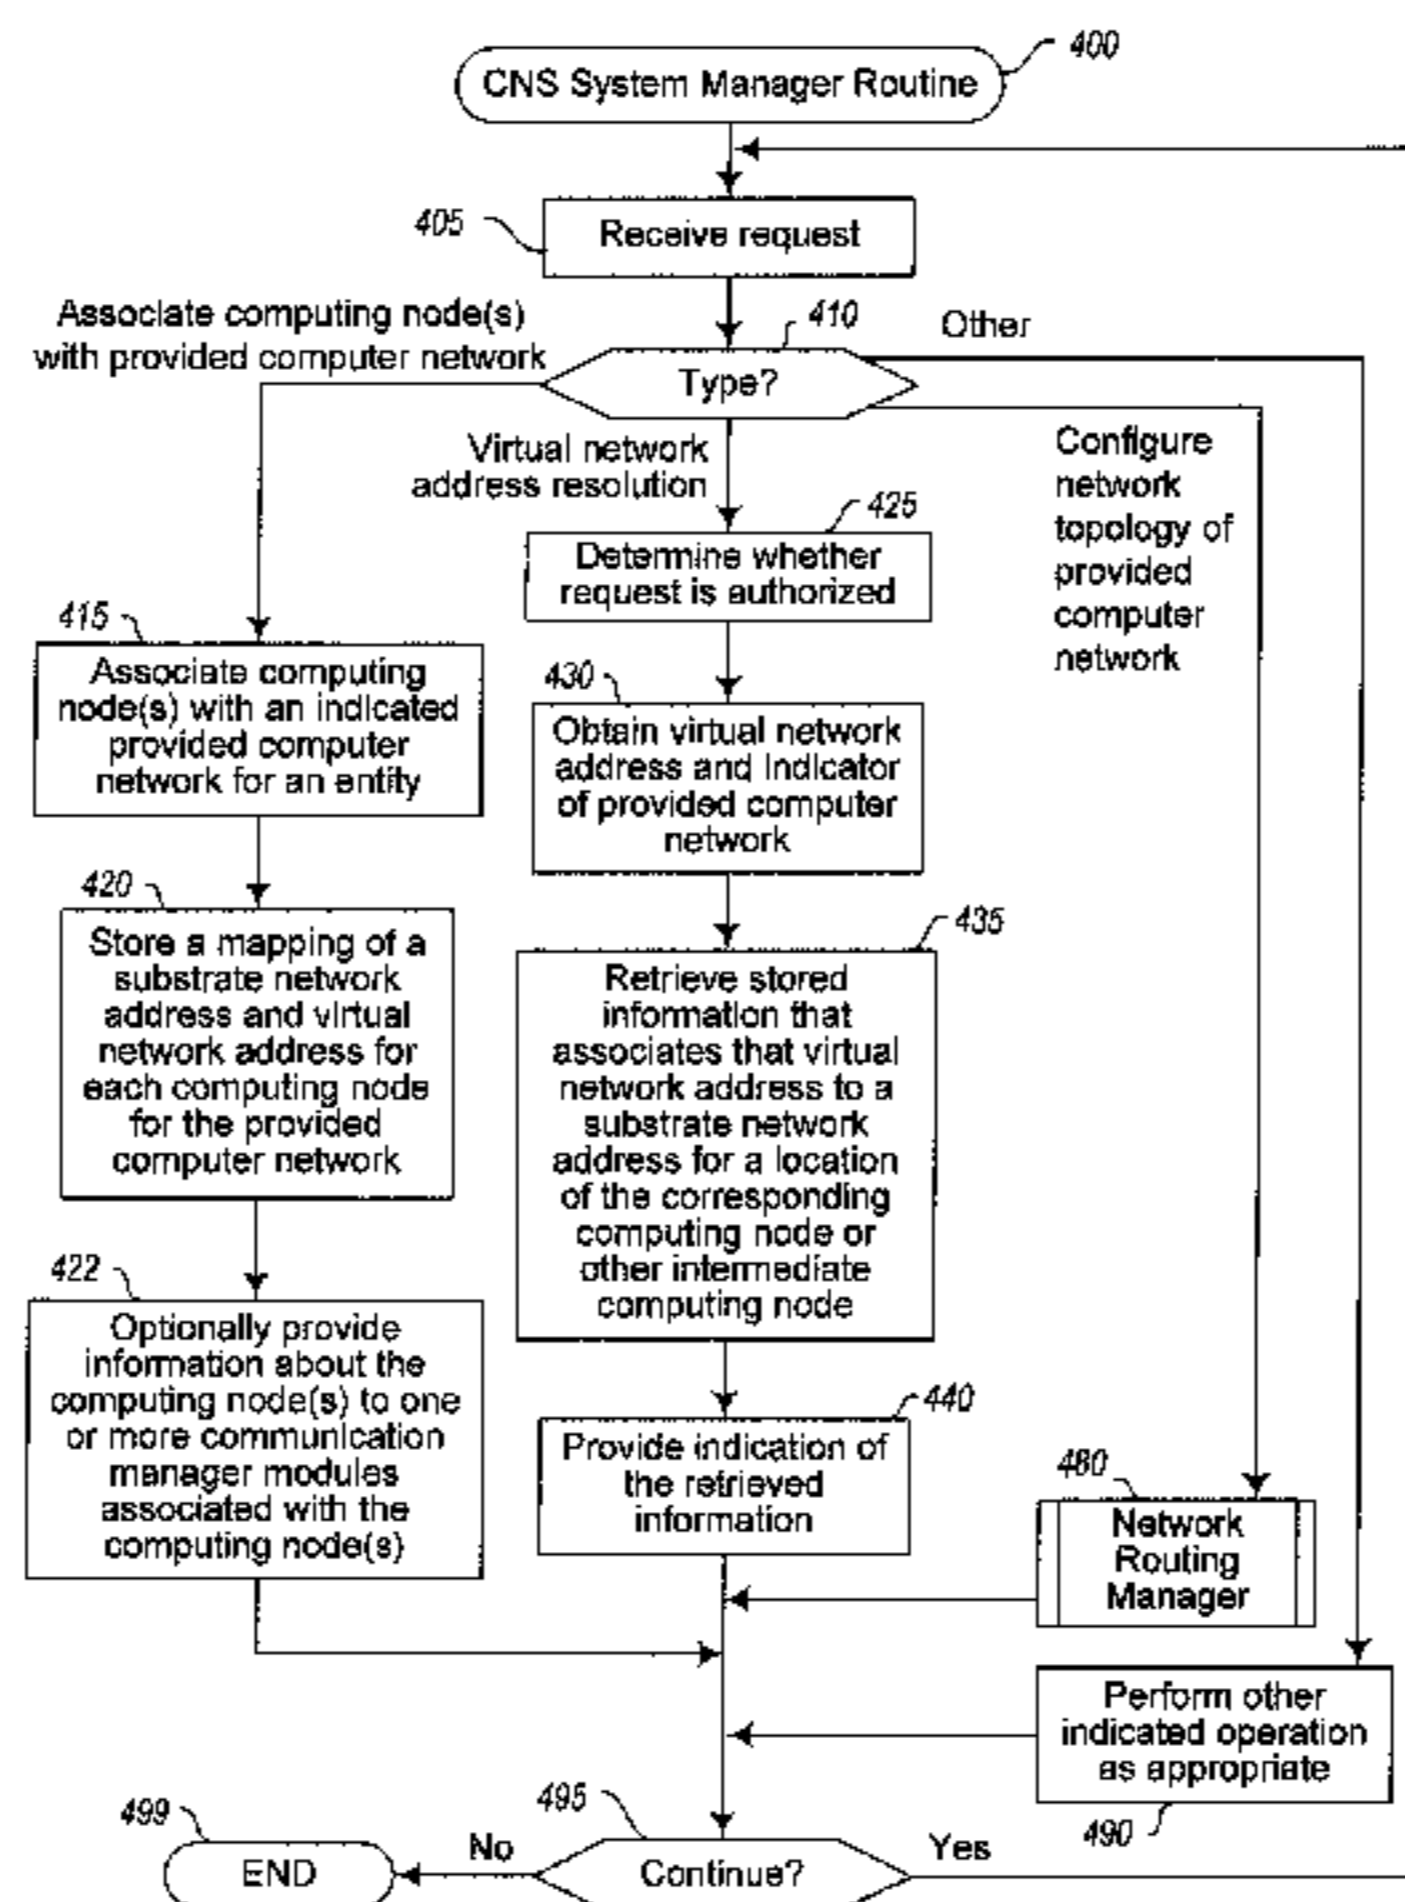 400
CNS System Manager Routine
405
Receive request
Associate computing node(s)
with provided computer network
410
Other
Type?
Virtual network
address resolution
Configure
network
topology of
provided
computer
network
425
Determine whether
request is authorized
415
Associate computing
node(s) with an indicated
provided computer
network for an entity
430
Obtain virtual network
address and indicator
of provided computer
network
420
Store a mapping of a
substrate network
address and virtual
network address for
each computing node
for the provided
computer network
435
Retrieve stored
information that
associates that virtual
network address to a
substrate network
address for a location
of the corresponding
computing node or
other intermediate
computing node
422
Optionally provide
information about the
computing node(s) to one
or more communication
manager modules
associated with the
computing node(s)
440
Provide indication of
the retrieved
information
480
Network
Routing
Manager
Perform other
indicated operation
as appropriate
490
495
Continue?
Yes
No
499
END